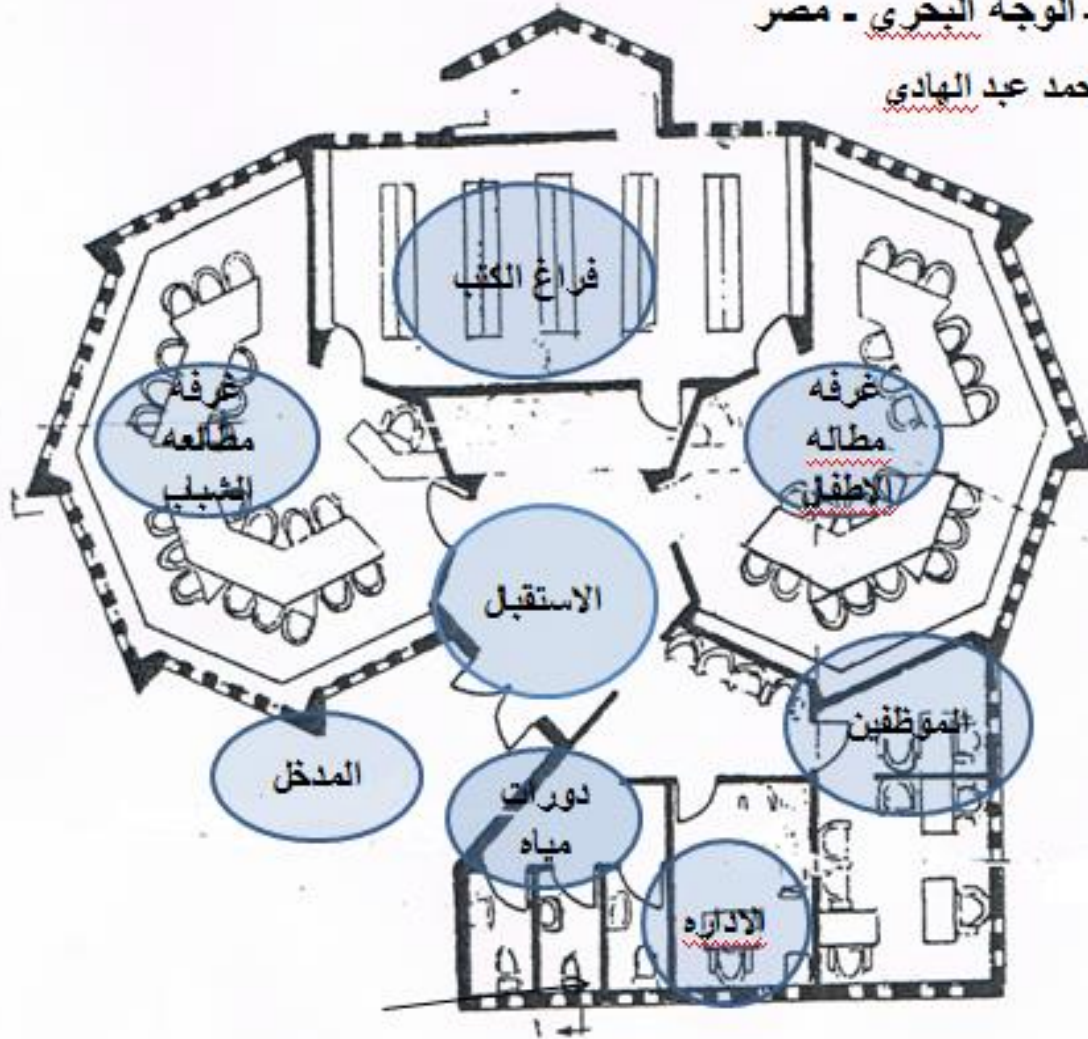 - الوجه البحري - مصر
حمد عبد الهادي
فراغ الكتب
غرفه
مطالعه
الشباب
غرفه
مطاله
الاطفال
الاستقبال
الموظفين
المدخل
دورات
مياه
الاداره